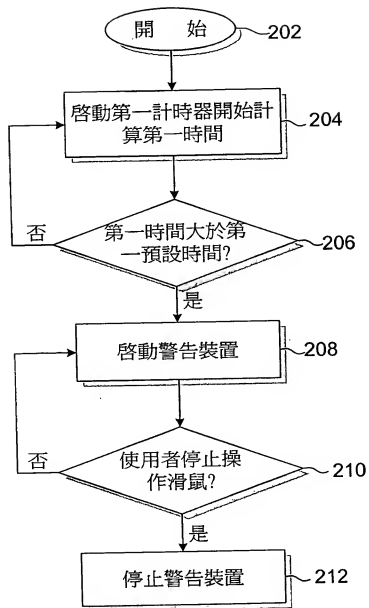 開 始
202
啓動第一計時器開始計
算第一時間
204
第一時間大於第
一預設時間?
206
否
是
啓動警告裝置
208
使用者停止操
作滑鼠?
210
否
是
停止警告裝置
212